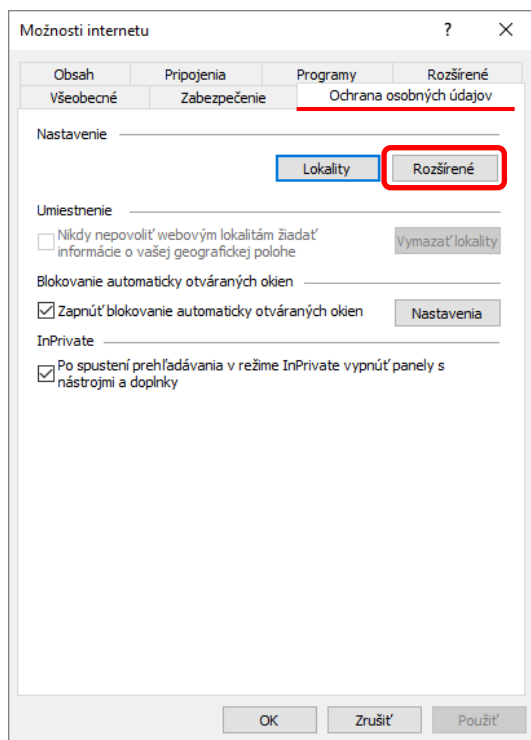 Možnosti internetu ? ×
Obsah Pripojenia Programy Rozšírené
Všeobecné Zabezpečenie Ochrana osobných údajov
Nastavenie
Lokality Rozšírené
Umiestnenie
Nikdy nepovoliť webovým lokalitám žiadať
informácie o vašej geografickej polohe
Vymazať lokality
Blokovanie automaticky otváraných okien
Zapnúť blokovanie automaticky otváraných okien Nastavenia
InPrivate
Po spustení prehľadávania v režime InPrivate vypnúť panely s
nástrojmi a doplnky
OK Zrušiť Použiť